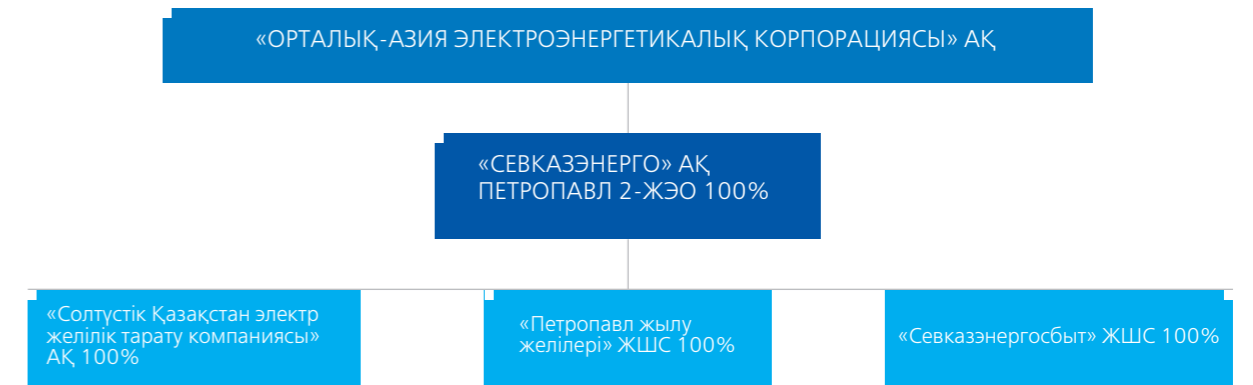 «ОРТАЛЫҚ-АЗИЯ ЭЛЕКТРОЭНЕРГЕТИКАЛЫҚ КОРПОРАЦИЯСЫ» АҚ
«СЕВКАЗЭНЕРГО» АҚ
ПЕТРОПАВЛ 2-ЖЭО 100%
«Солтүстік Қазақстан электр
желілік тарату компаниясы»
АҚ 100%
«Петропавл жылу
желілері» ЖШС 100%
«Севказэнергосбыт» ЖШС 100%